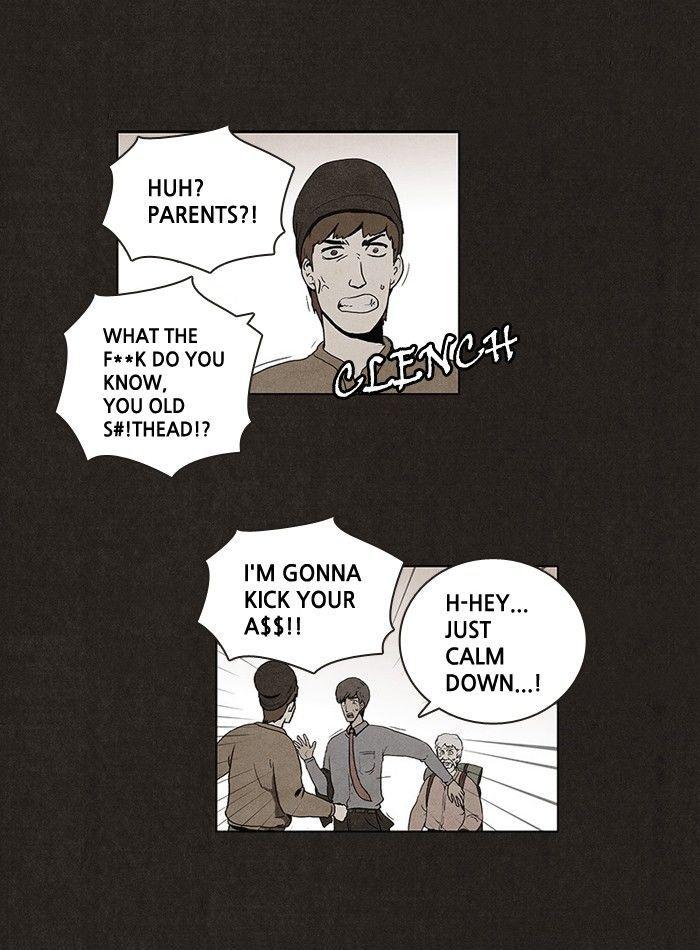 HUH?
PARENTS?!
WHAT THE
F**K DO YOU
KNOW,
YOU OLD
S#!THEAD!?
CLENCH
I'M GONNA
KICK YOUR
A$$!!
H-HEY...
JUST
CALM
DOWN...!